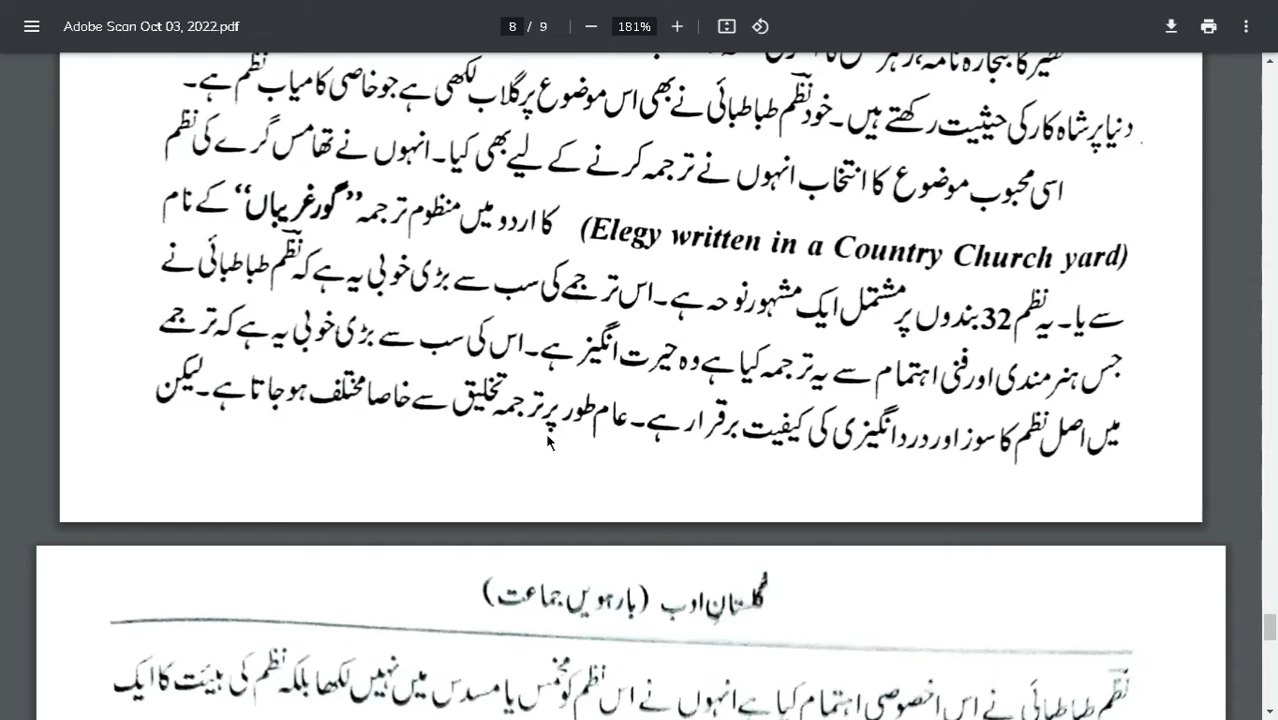 Adobe Scan Oct 03, 2022.pdf
8 / 9
181%
دنیا پر شاہ کار کی حیثیت رکھتے ہیں۔ خود نظم طباطبائی نے بھی اس موضوع پر گلاب لکھی ہے جو خاصی کامیاب نظم ہے۔
اسی محبوب موضوع کا انتخاب انہوں نے ترجمہ کرنے کے لیے بھی کیا۔ انہوں نے تھامس گرے کی نظم
(Elegy written in a Country Church yard) کا اردو میں منظوم ترجمہ ”گورغریباں“ کے نام
سے یا۔ یہ نظم 32 بندوں پر مشتمل ایک مشہور نوحہ ہے۔ اس ترجمے کی سب سے بڑی خوبی یہ ہے کہ نظم طباطبائی نے
جس ہنرمندی اور فنی اہتمام سے یہ ترجمہ کیا ہے وہ حیرت انگیز ہے۔ اس کی سب سے بڑی خوبی یہ ہے کہ ترجمے
میں اصل نظم کا سوز اور درد انگیزی کی کیفیت برقرار ہے۔ عام طور پر ترجمہ تخلیق سے خاصا مختلف ہو جاتا ہے۔ لیکن
گلستانِ ادب (بارہویں جماعت)
نظم طباطبائی نے اس اخصوصی اہتمام کیا ہے انہوں نے اس نظم کو مخمس یا مسدس میں نہیں لکھا بلکہ نظم کی ہیئت کا ایک